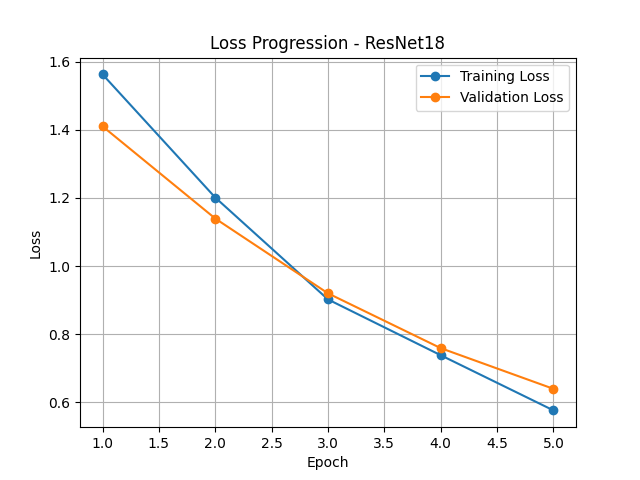 Loss Progression - ResNet18
Training Loss
Validation Loss
1.6
1.4
1.2
1.0
0.8
0.6
Loss
1.0 1.5 2.0 2.5 3.0 3.5 4.0 4.5 5.0
Epoch